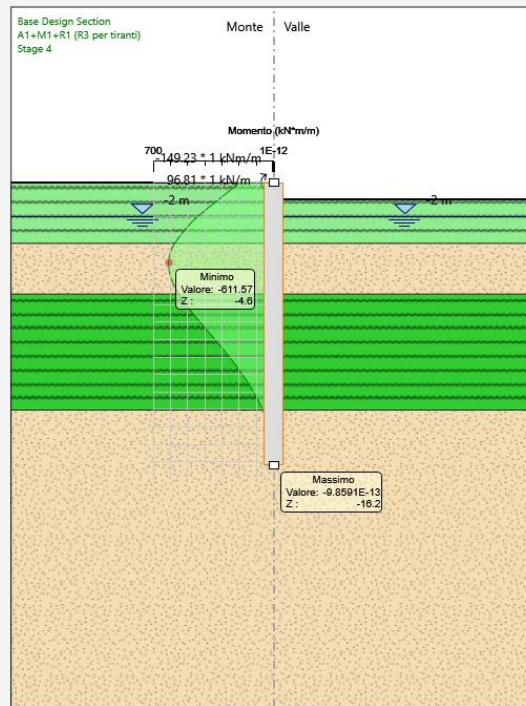 Base Design Section
A1+M1+R1 (R3 per tiranti)
Stage 4
Monte
Valle
Momento (kN*m/m)
700
1E-12
-149.23 * 1 kNm/m
96.81 * 1 kN/m
-2 m
-2 m
Minimo
Valore: -611.57
Z : -4.6
Massimo
Valore: -9.8591E-13
Z : -16.2